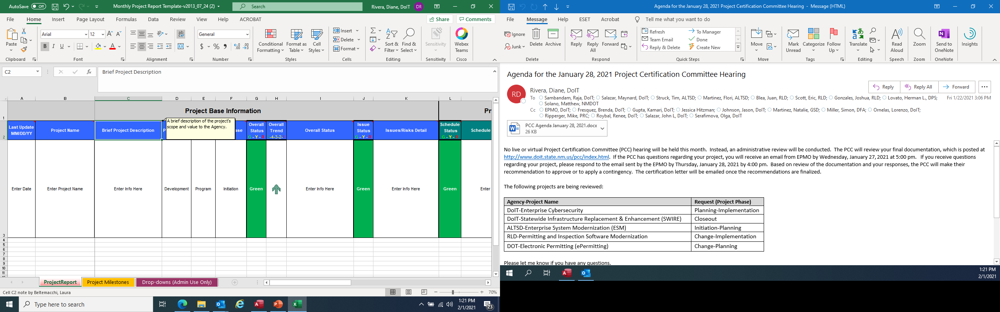 AutoSave Off Monthly Project Report Template-v2013_07_24 (2) Search Rivera, Diane, DoIT DR
File Home Insert Page Layout Formulas Data Review View Help ACROBAT Share Comments
Paste Arial 12 General Conditional Formatting Format as Table Cell Styles Insert Delete Format Sort & Filter Find & Select Sensitivity Webex Teams
B I U $ % ,
Clipboard Font Alignment Number Styles Cells Editing Sensitivity Cisco
C2 fx Brief Project Description
A B C D E F G H I J K L
1 Project Base Information Pr
A brief description of the project's
scope and value to the Agency.
2 Last Update MM/DD/YY Project Name Brief Project Description P ase Overall Status G - Y - R Overall Trend -4-3-2- Overall Status Issue Status G - Y - R Issues/Risks Detail Schedule Status G - Y - R Schedule
3 Enter Date Enter Project Name Enter Info Here Development Program Initiation Green Enter Info Here Green Enter Info Here Green Enter
4
5
6
7
8
9
10
11
ProjectReport Project Milestones Drop-downs (Admin Use Only)
Cell C2 note by Beltemacchi, Laura 70%
Type here to search 1:21 PM
2/1/2021 23
Agenda for the January 28, 2021 Project Certification Committee Hearing - Message (HTML)
File Message Help ESET Acrobat Tell me what you want to do
Ignore Junk Delete Archive Reply Reply All Forward Refresh Team Email Reply & Delete To Manager Done Create New Move Mark Unread Categorize Follow Up Translate Read Aloud Zoom Send to OneNote Insights
Delete Respond Quick Steps Move Tags Editing Speech Zoom OneNote
Agenda for the January 28, 2021 Project Certification Committee Hearing
Reply Reply All Forward ...
RD Rivera, Diane, DoIT
To Sambandam, Raja, DoIT; Salazar, Maynard, DoIT; Struck, Tim, ALTSD; Martinez, Flori, ALTSD; Blea, Juan, RLD; Scott, Eric, RLD; Gonzales, Joshua, RLD; Lovato, Herman L., DPS; Fri 1/22/2021 3:06 PM
Solano, Matthew, NMDOT
Cc EPMO, DoIT; Fresquez, Brenda, DoIT; Gupta, Kamari, DoIT; Jessica Hitzman; Johnson, Jason, DoIT; Martinez, Natalie, GSD; Miller, Simon, DFA; Ornelas, Lorenzo, DoIT;
Ripperger, Mike, PRC; Roybal, Renee, DoIT; Salazar, John L, DoIT; Serafimova, Olga, DoIT
PCC Agenda January 28, 2021.docx
26 KB
No live or virtual Project Certification Committee (PCC) hearing will be held this month. Instead, an administrative review will be conducted. The PCC will review your final documentation, which is posted at
http://www.doit.state.nm.us/pcc/index.html. If the PCC has questions regarding your project, you will receive an email from EPMO by Wednesday, January 27, 2021 at 5:00 pm. If you receive questions
regarding your project, please respond to the email sent by the EPMO by Thursday, January 28, 2021 by 4:00 pm. Based on review of the documentation and your responses, the PCC will make their
recommendation to approve or to apply a contingency. The certification letter will be emailed once the recommendations are finalized.
The following projects are being reviewed:
Agency-Project Name Request (Project Phase)
DoIT-Enterprise Cybersecurity Planning-Implementation
DoIT-Statewide Infrastructure Replacement & Enhancement (SWIRE) Closeout
ALTSD-Enterprise System Modernization (ESM) Initiation-Planning
RLD-Permitting and Inspection Software Modernization Change-Implementation
DOT-Electronic Permitting (ePermitting) Change-Planning
Please let me know if you have any questions.
1:21 PM
2/1/2021